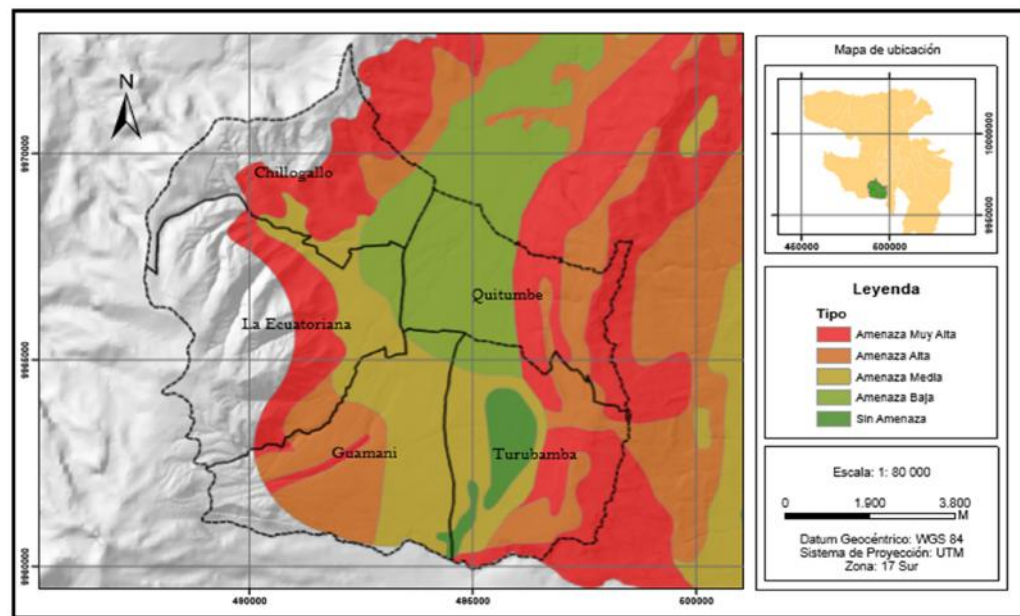 N
Chillogallo
La Ecuatoriana
Quitumbe
Guamani
Turubamba
9970000
9965000
9960000
490000
495000
500000
Mapa de ubicación
450000
500000
10000000
9950000
Leyenda
Tipo
Amenaza Muy Alta
Amenaza Alta
Amenaza Media
Amenaza Baja
Sin Amenaza
Escala: 1: 80 000
0 1.900 3.800
M
Datum Geocéntrico: WGS 84
Sistema de Proyección: UTM
Zona: 17 Sur